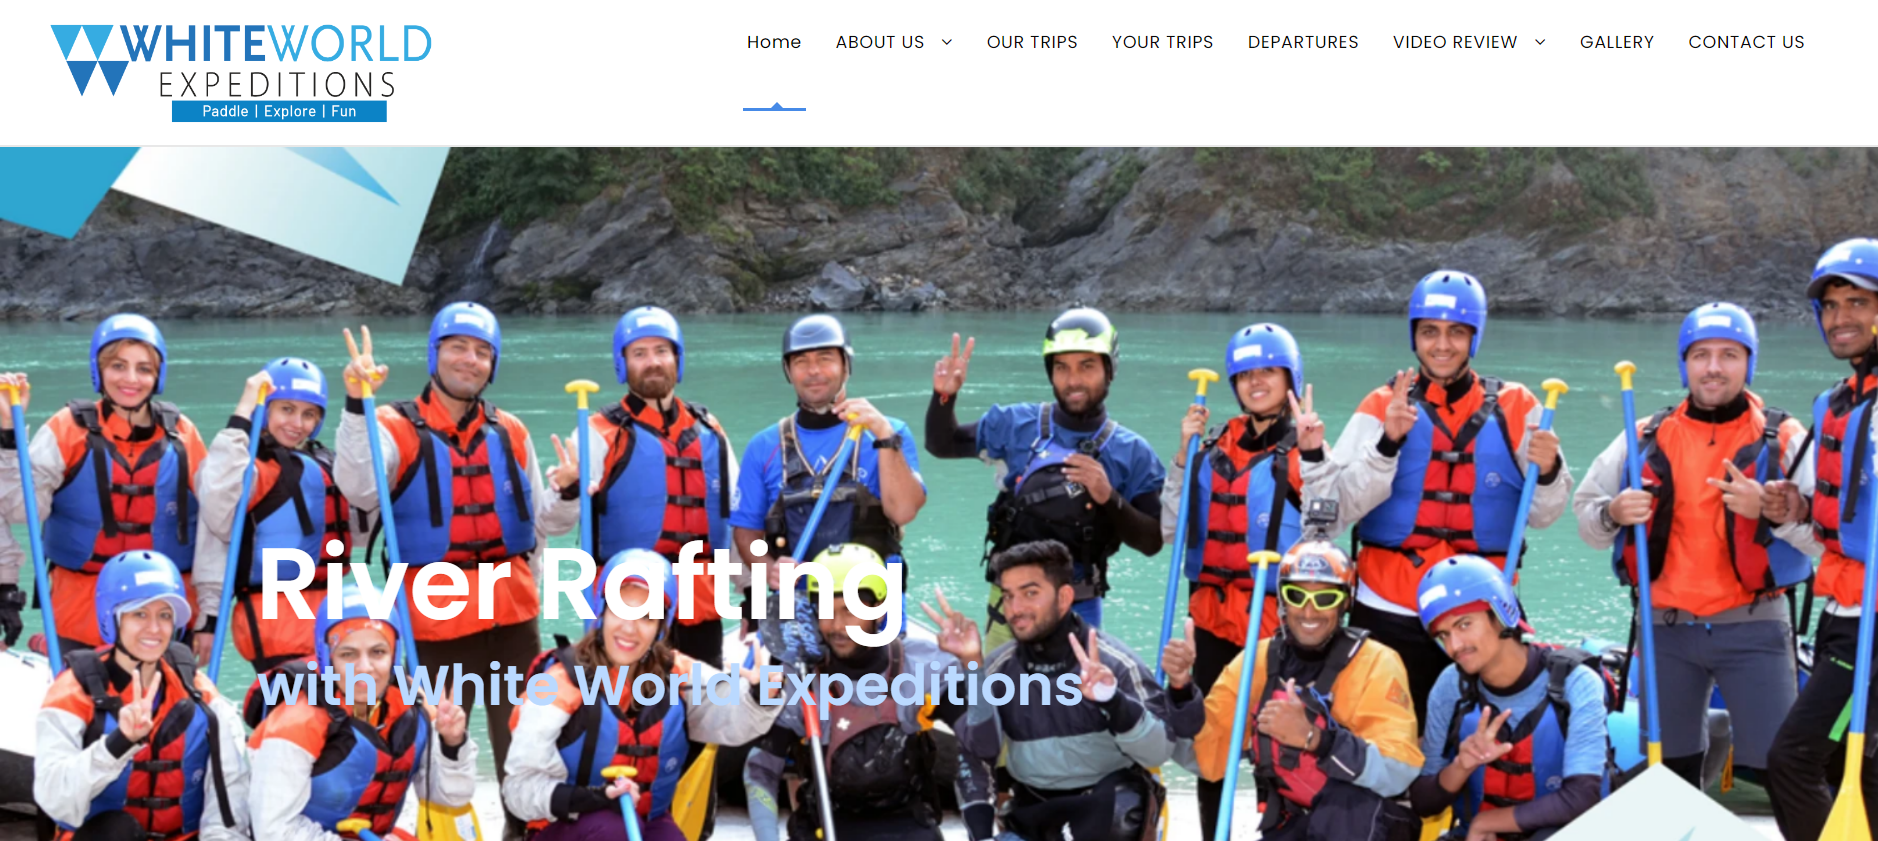 WHITEWORLD
EXPEDITIONS
Paddle | Explore | Fun
Home ABOUT US OUR TRIPS YOUR TRIPS DEPARTURES VIDEO REVIEW GALLERY CONTACT US
River Rafting
with White World Expeditions